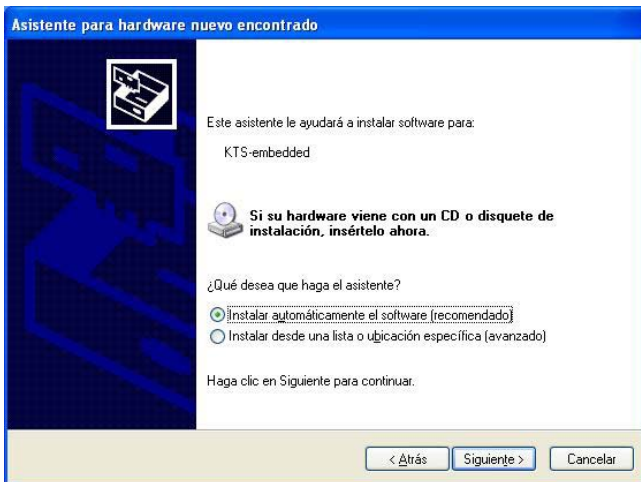 Asistente para hardware nuevo encontrado
Este asistente le ayudará a instalar software para:
KTS-embedded
Si su hardware viene con un CD o disquete de
instalación, insértelo ahora.
¿Qué desea que haga el asistente?
Instalar automáticamente el software (recomendado)
Instalar desde una lista o ubicación específica (avanzado)
Haga clic en Siguiente para continuar.
< Atrás
Siguiente >
Cancelar